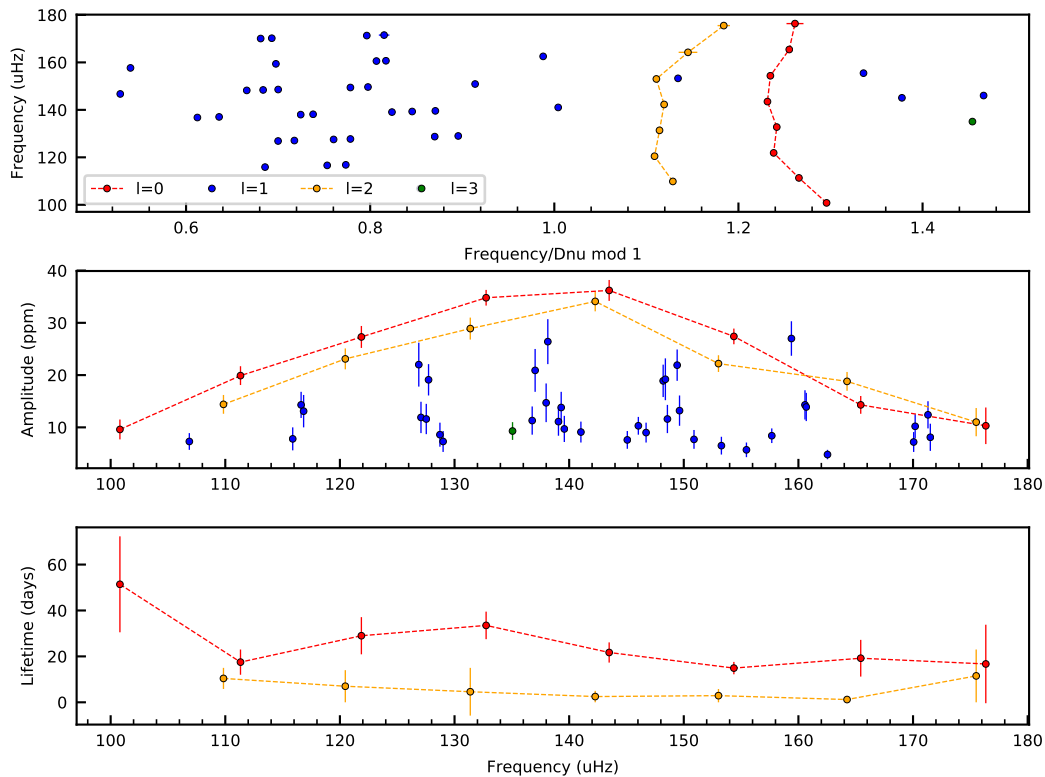 180
160
140
120
100
Frequency (uHz)
l=0 l=1 l=2 l=3
0.6 0.8 1.0 1.2 1.4
Frequency/Dnu mod 1
40
30
20
10
Amplitude (ppm)
100 110 120 130 140 150 160 170 180
60
40
20
0
Lifetime (days)
100 110 120 130 140 150 160 170 180
Frequency (uHz)